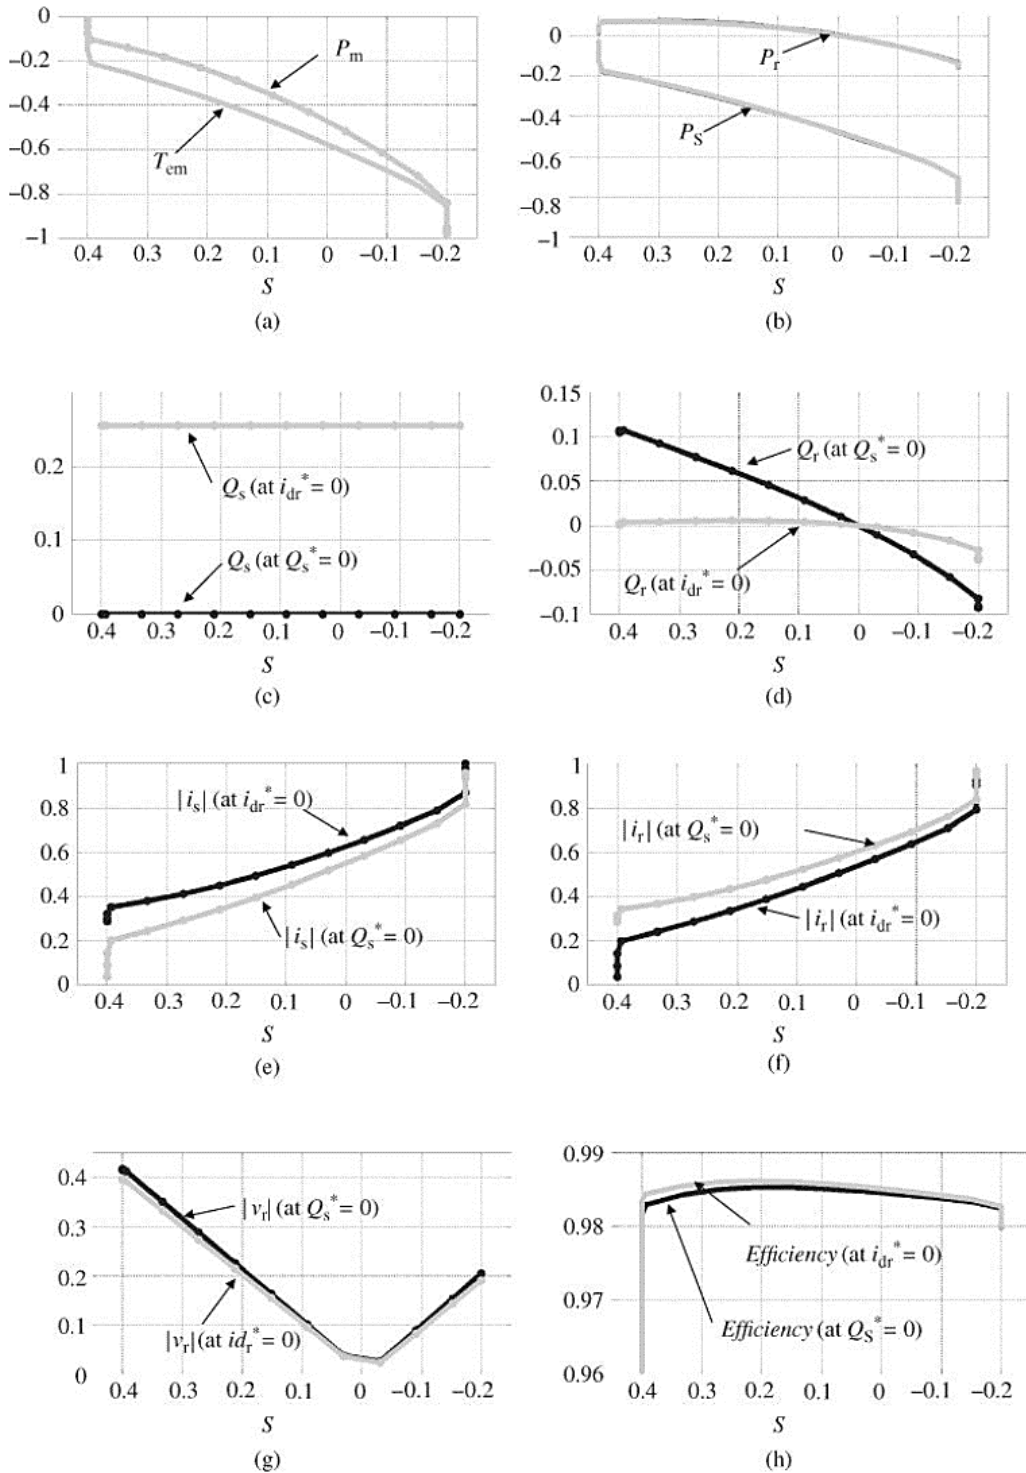 0
−0.2
−0.4
−0.6
−0.8
−1
P_m
T_em
0.4 0.3 0.2 0.1 0 −0.1 −0.2
S
(a)
0
−0.2
−0.4
−0.6
−0.8
−1
P_r
P_S
0.4 0.3 0.2 0.1 0 −0.1 −0.2
S
(b)
0.2
0.1
0
Q_s (at i_dr* = 0)
Q_s (at Q_s* = 0)
0.4 0.3 0.2 0.1 0 −0.1 −0.2
S
(c)
0.15
0.1
0.05
0
−0.05
−0.1
Q_r (at Q_s* = 0)
Q_r (at i_dr* = 0)
0.4 0.3 0.2 0.1 0 −0.1 −0.2
S
(d)
1
0.8
0.6
0.4
0.2
0
|i_s| (at i_dr* = 0)
|i_s| (at Q_s* = 0)
0.4 0.3 0.2 0.1 0 −0.1 −0.2
S
(e)
1
0.8
0.6
0.4
0.2
0
|i_r| (at Q_s* = 0)
|i_r| (at i_dr* = 0)
0.4 0.3 0.2 0.1 0 −0.1 −0.2
S
(f)
0.4
0.3
0.2
0.1
0
|v_r| (at Q_s* = 0)
|v_r| (at id_r* = 0)
0.4 0.3 0.2 0.1 0 −0.1 −0.2
S
(g)
0.99
0.98
0.97
0.96
Efficiency (at i_dr* = 0)
Efficiency (at Q_S* = 0)
0.4 0.3 0.2 0.1 0 −0.1 −0.2
S
(h)